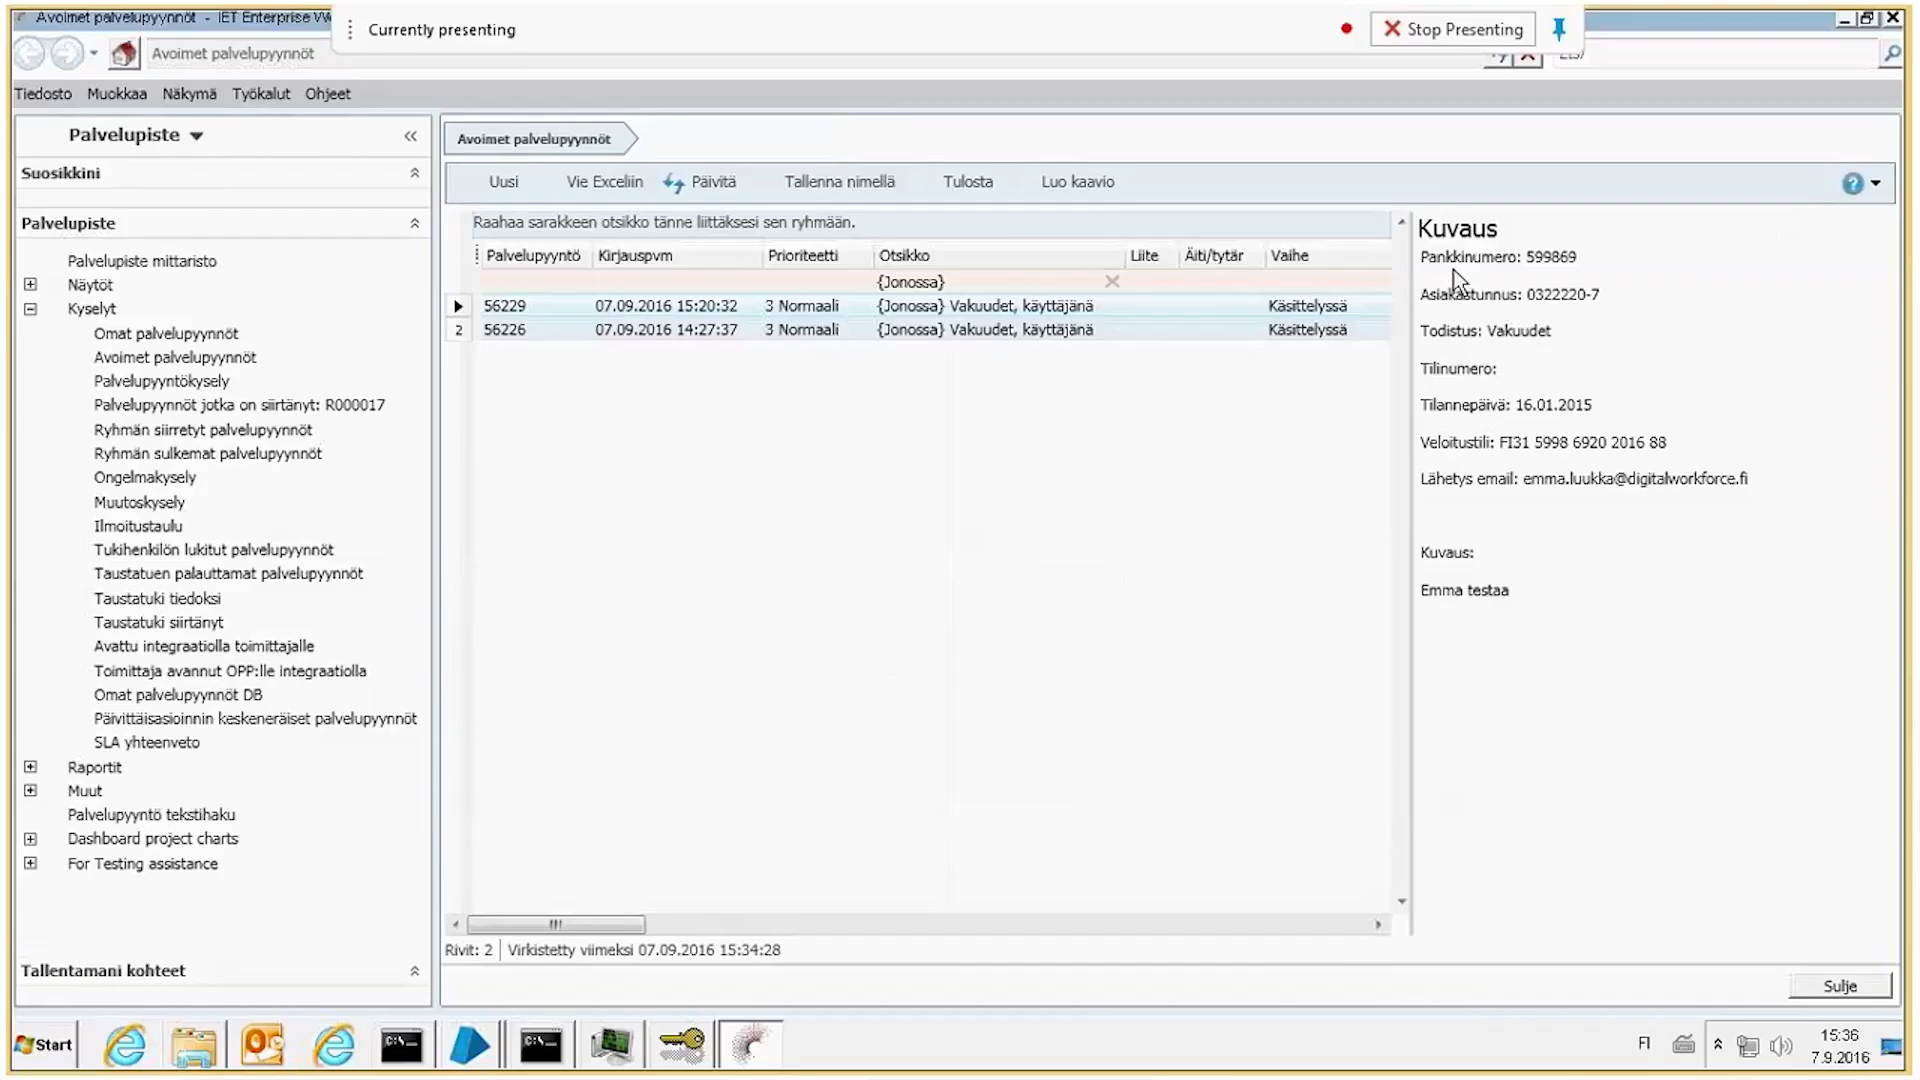 Avoimet palvelupyynnöt - IET Enterprise
Currently presenting
Stop Presenting
Avoimet palvelupyynnöt
Tiedosto Muokkaa Näkymä Työkalut Ohjeet
Palvelupiste
Suosikkini
Palvelupiste
Palvelupiste mittaristo
Näytöt
Kyselyt
Omat palvelupyynnöt
Avoimet palvelupyynnöt
Palvelupyyntökysely
Palvelupyynnöt jotka on siirtänyt: R000017
Ryhmän siirretyt palvelupyynnöt
Ryhmän sulkemat palvelupyynnöt
Ongelmakysely
Muutoskysely
Ilmoitustaulu
Tukihenkilön lukitut palvelupyynnöt
Taustatuen palauttamat palvelupyynnöt
Taustatuki tiedoksi
Taustatuki siirtänyt
Avattu integraatiolla toimittajalle
Toimittaja avannut OPP:lle integraatiolla
Omat palvelupyynnöt DB
Päivittäisasioinnin keskeneräiset palvelupyynnöt
SLA yhteenveto
Raportit
Muut
Palvelupyyntö tekstihaku
Dashboard project charts
For Testing assistance
Tallentamani kohteet
Avoimet palvelupyynnöt
Uusi Vie Exceliin Päivitä Tallenna nimellä Tulosta Luo kaavio
Raahaa sarakkeen otsikko tänne liittäksesi sen ryhmään.
Palvelupyyntö Kirjauspvm Prioriteetti Otsikko Liite Äiti/tytär Vaihe
{Jonossa}
56229 07.09.2016 15:20:32 3 Normaali {Jonossa} Vakuudet, käyttäjänä Käsittelyssä
2 56226 07.09.2016 14:27:37 3 Normaali {Jonossa} Vakuudet, käyttäjänä Käsittelyssä
Rivit: 2 Virkistetty viimeksi 07.09.2016 15:34:28
Kuvaus
Pankkinumero: 599869
Asiakastunnus: 0322220-7
Todistus: Vakuudet
Tilinumero:
Tilannepäivä: 16.01.2015
Veloitustili: FI31 5998 6920 2016 88
Lähetys email: emma.luukka@digitalworkforce.fi
Kuvaus:
Emma testaa
Sulje
Start
C:\
C:\
FI
15:36
7.9.2016